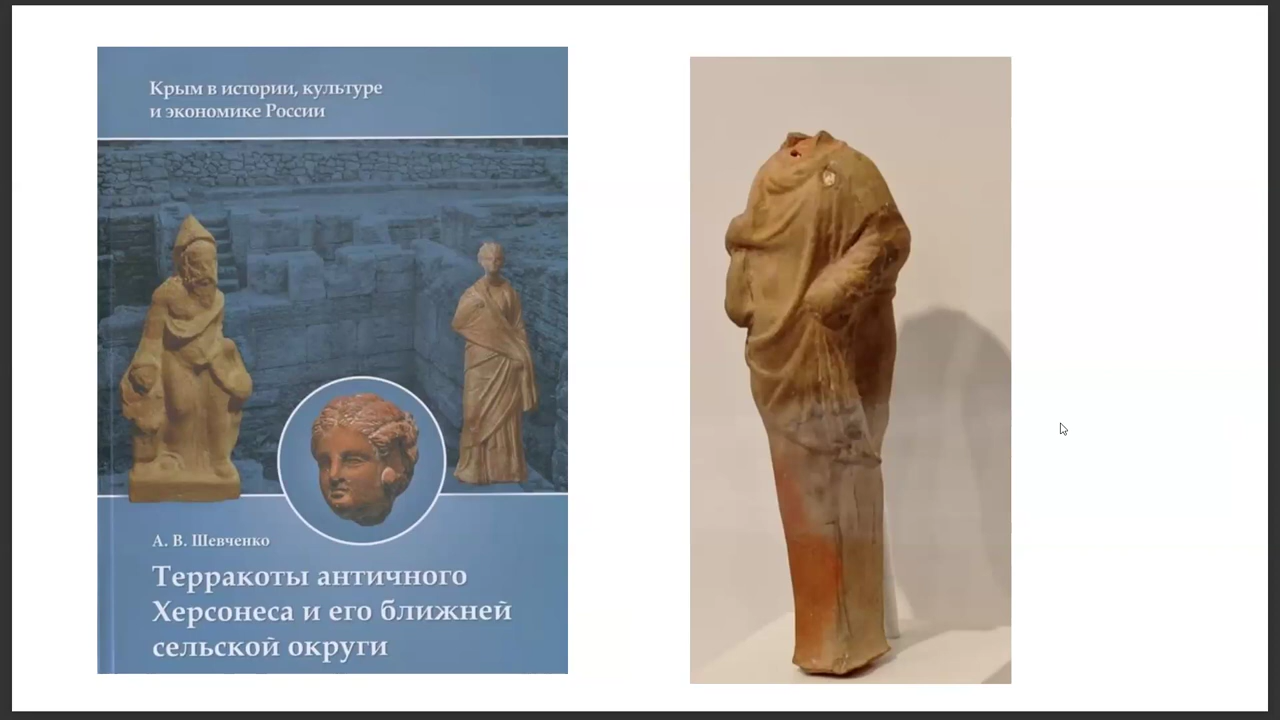 Крым в истории, культуре
и экономике России
А. В. Шевченко
Терракоты античного
Херсонеса и его ближней
сельской округи